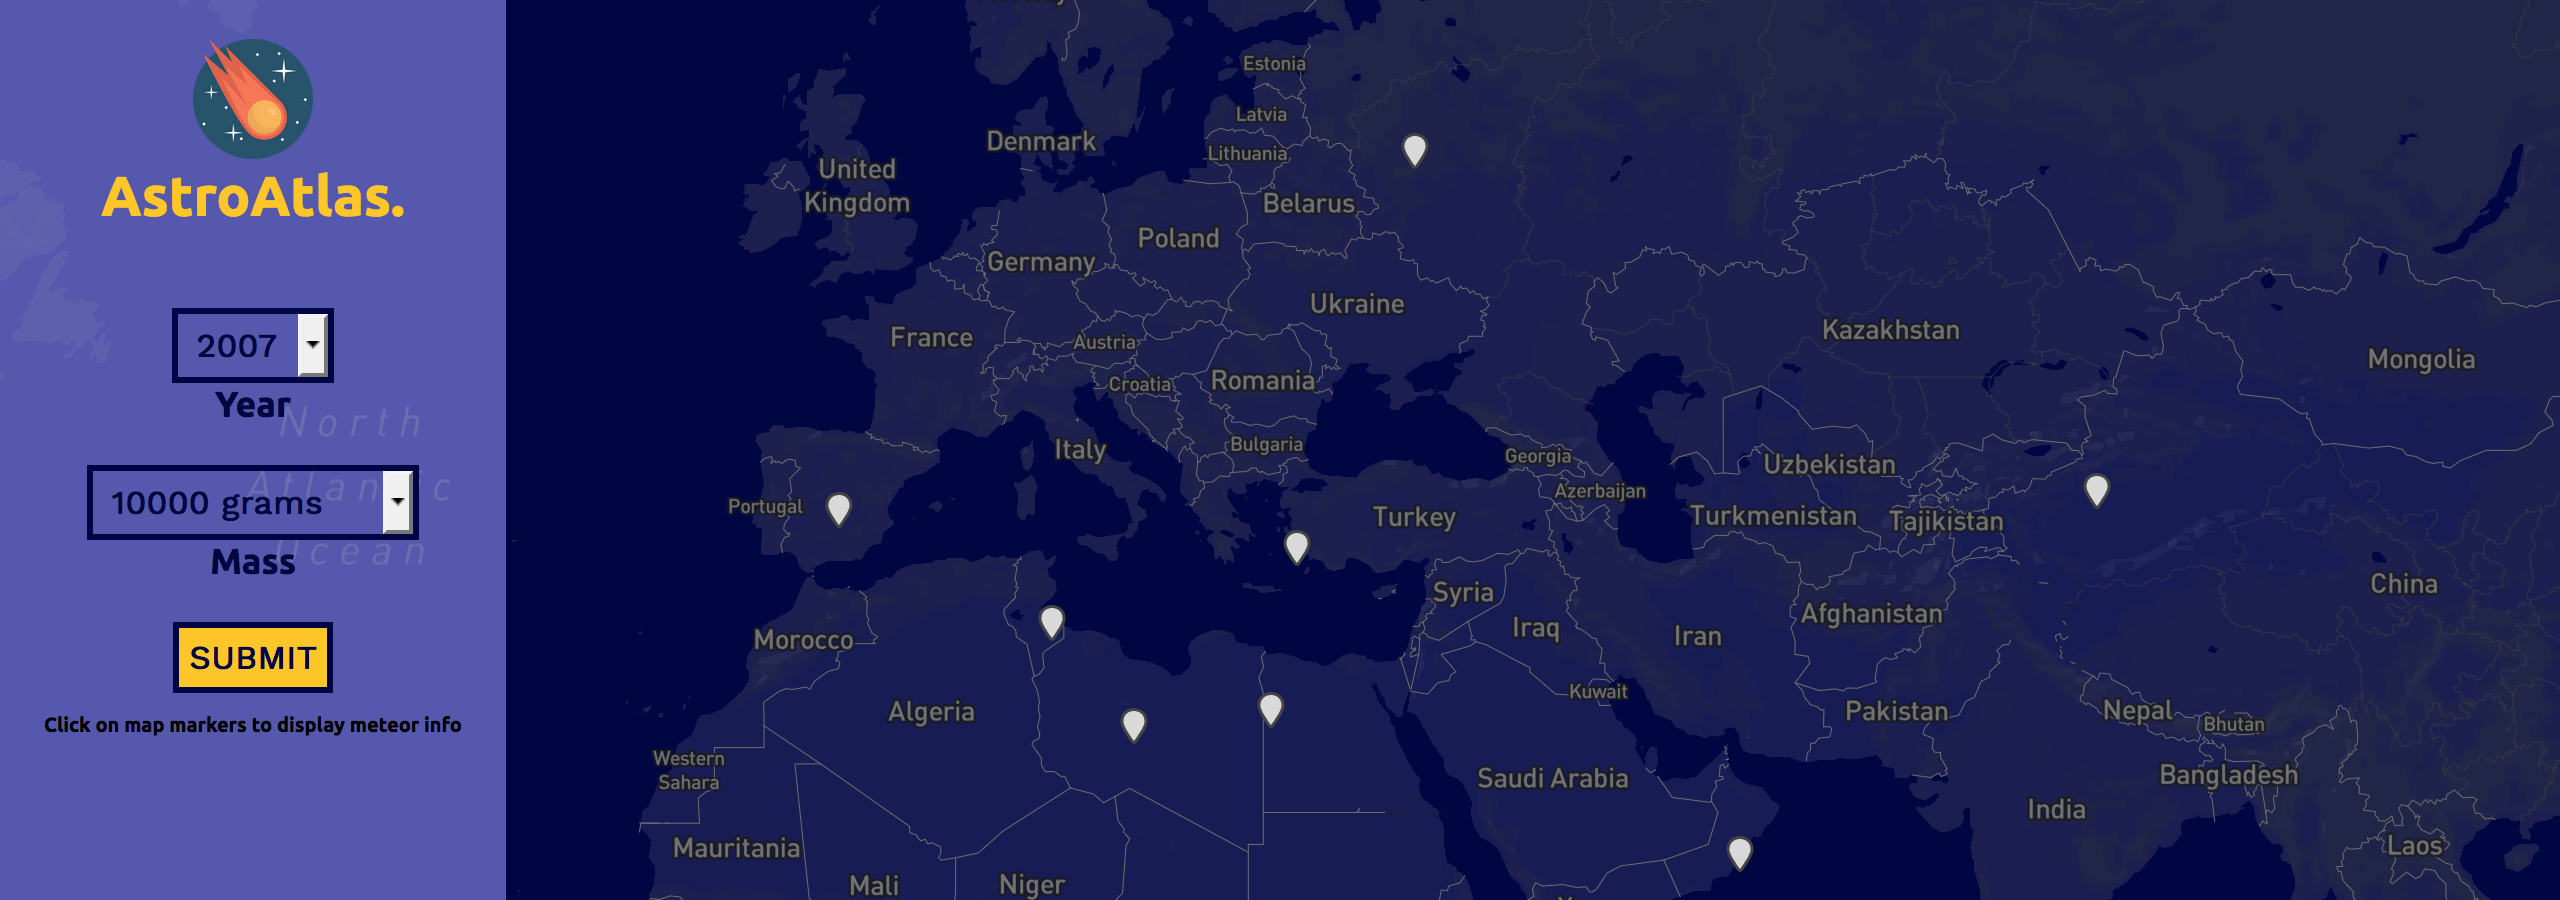 AstroAtlas.
2007
Year
10000 grams
Mass
SUBMIT
Click on map markers to display meteor info
North
Atlantic
Ocean
Estonia
Latvia
Lithuania
Denmark
United
Kingdom
Belarus
Poland
Germany
Ukraine
France
Austria
Croatia
Romania
Kazakhstan
Mongolia
Italy
Bulgaria
Georgia
Azerbaijan
Uzbekistan
Turkmenistan
Tajikistan
Portugal
Turkey
Syria
Iraq
Iran
Afghanistan
China
Morocco
Algeria
Kuwait
Pakistan
Nepal
Bhutan
Western
Sahara
Saudi Arabia
Bangladesh
India
Mauritania
Mali
Niger
Laos